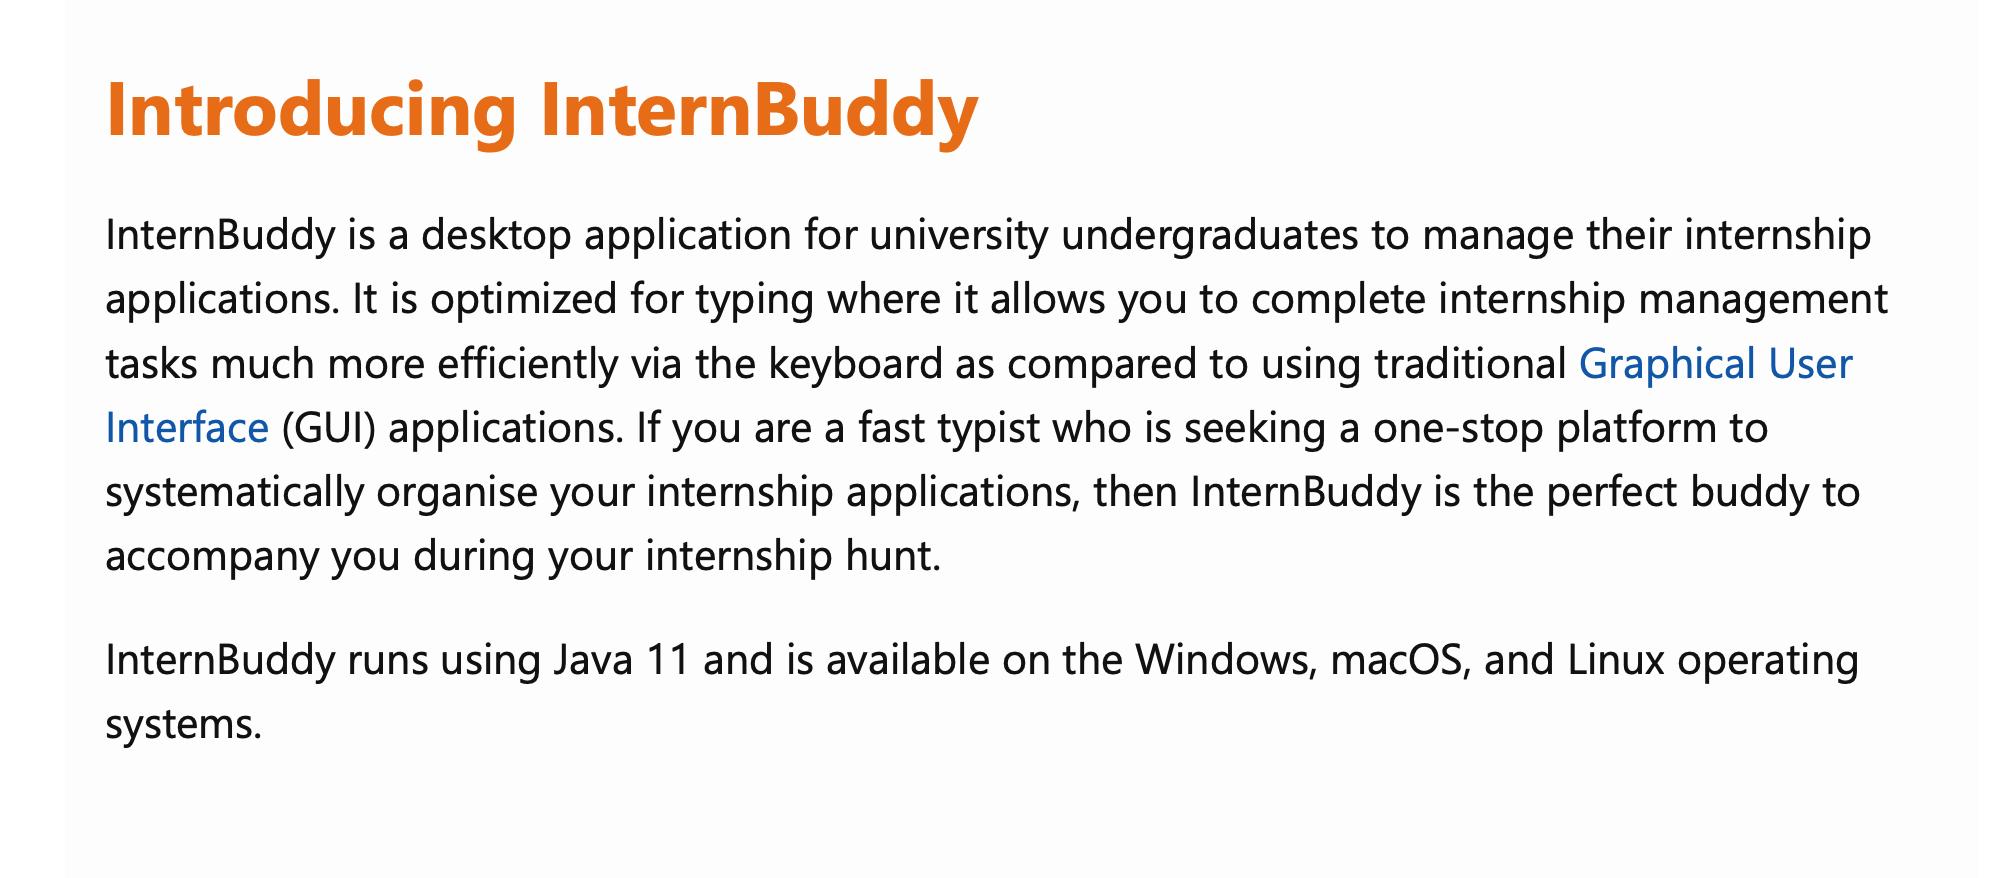 Introducing InternBuddy
InternBuddy is a desktop application for university undergraduates to manage their internship
applications. It is optimized for typing where it allows you to complete internship management
tasks much more efficiently via the keyboard as compared to using traditional Graphical User
Interface (GUI) applications. If you are a fast typist who is seeking a one-stop platform to
systematically organise your internship applications, then InternBuddy is the perfect buddy to
accompany you during your internship hunt.
InternBuddy runs using Java 11 and is available on the Windows, macOS, and Linux operating
systems.